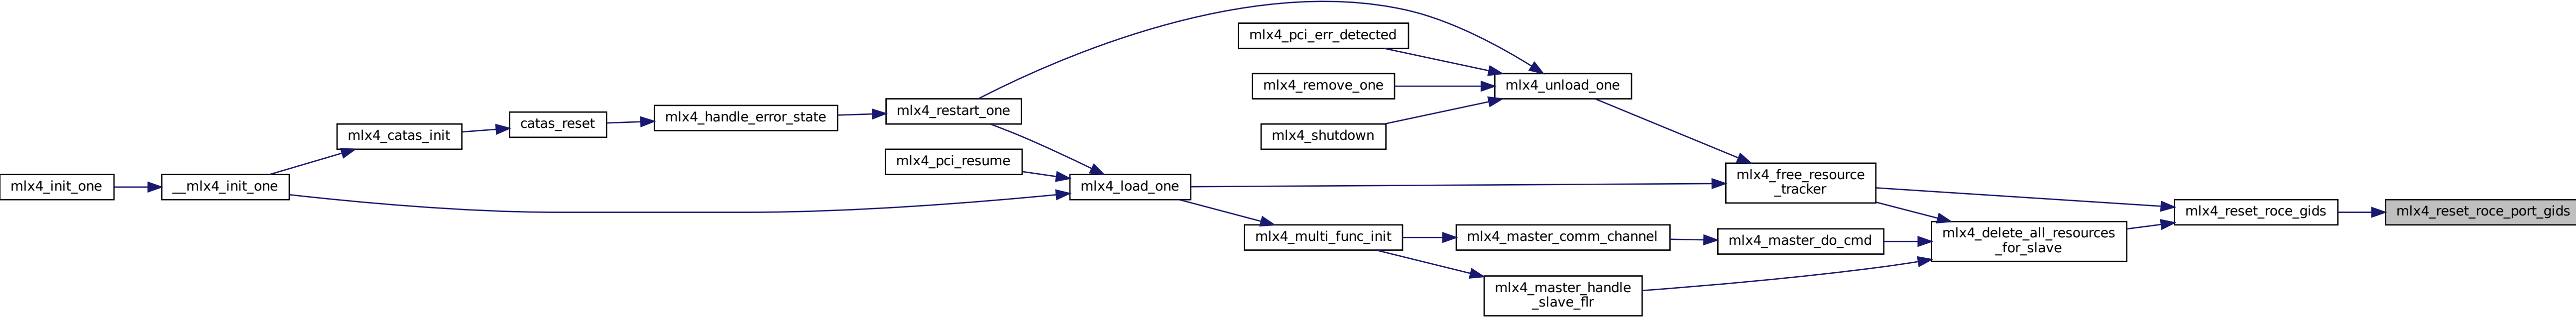 mlx4_init_one
__mlx4_init_one
mlx4_catas_init
catas_reset
mlx4_handle_error_state
mlx4_restart_one
mlx4_pci_resume
mlx4_load_one
mlx4_pci_err_detected
mlx4_remove_one
mlx4_shutdown
mlx4_unload_one
mlx4_multi_func_init
mlx4_master_comm_channel
mlx4_master_handle
_slave_flr
mlx4_free_resource
_tracker
mlx4_master_do_cmd
mlx4_delete_all_resources
_for_slave
mlx4_reset_roce_gids
mlx4_reset_roce_port_gids